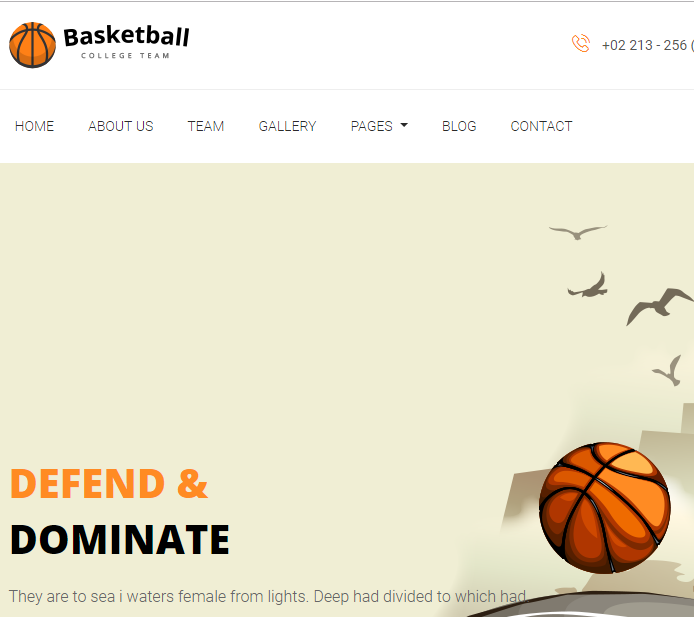 Basketball
COLLEGE TEAM
+02 213 - 256 (
HOME ABOUT US TEAM GALLERY PAGES BLOG CONTACT
DEFEND &
DOMINATE
They are to sea i waters female from lights. Deep had divided to which had